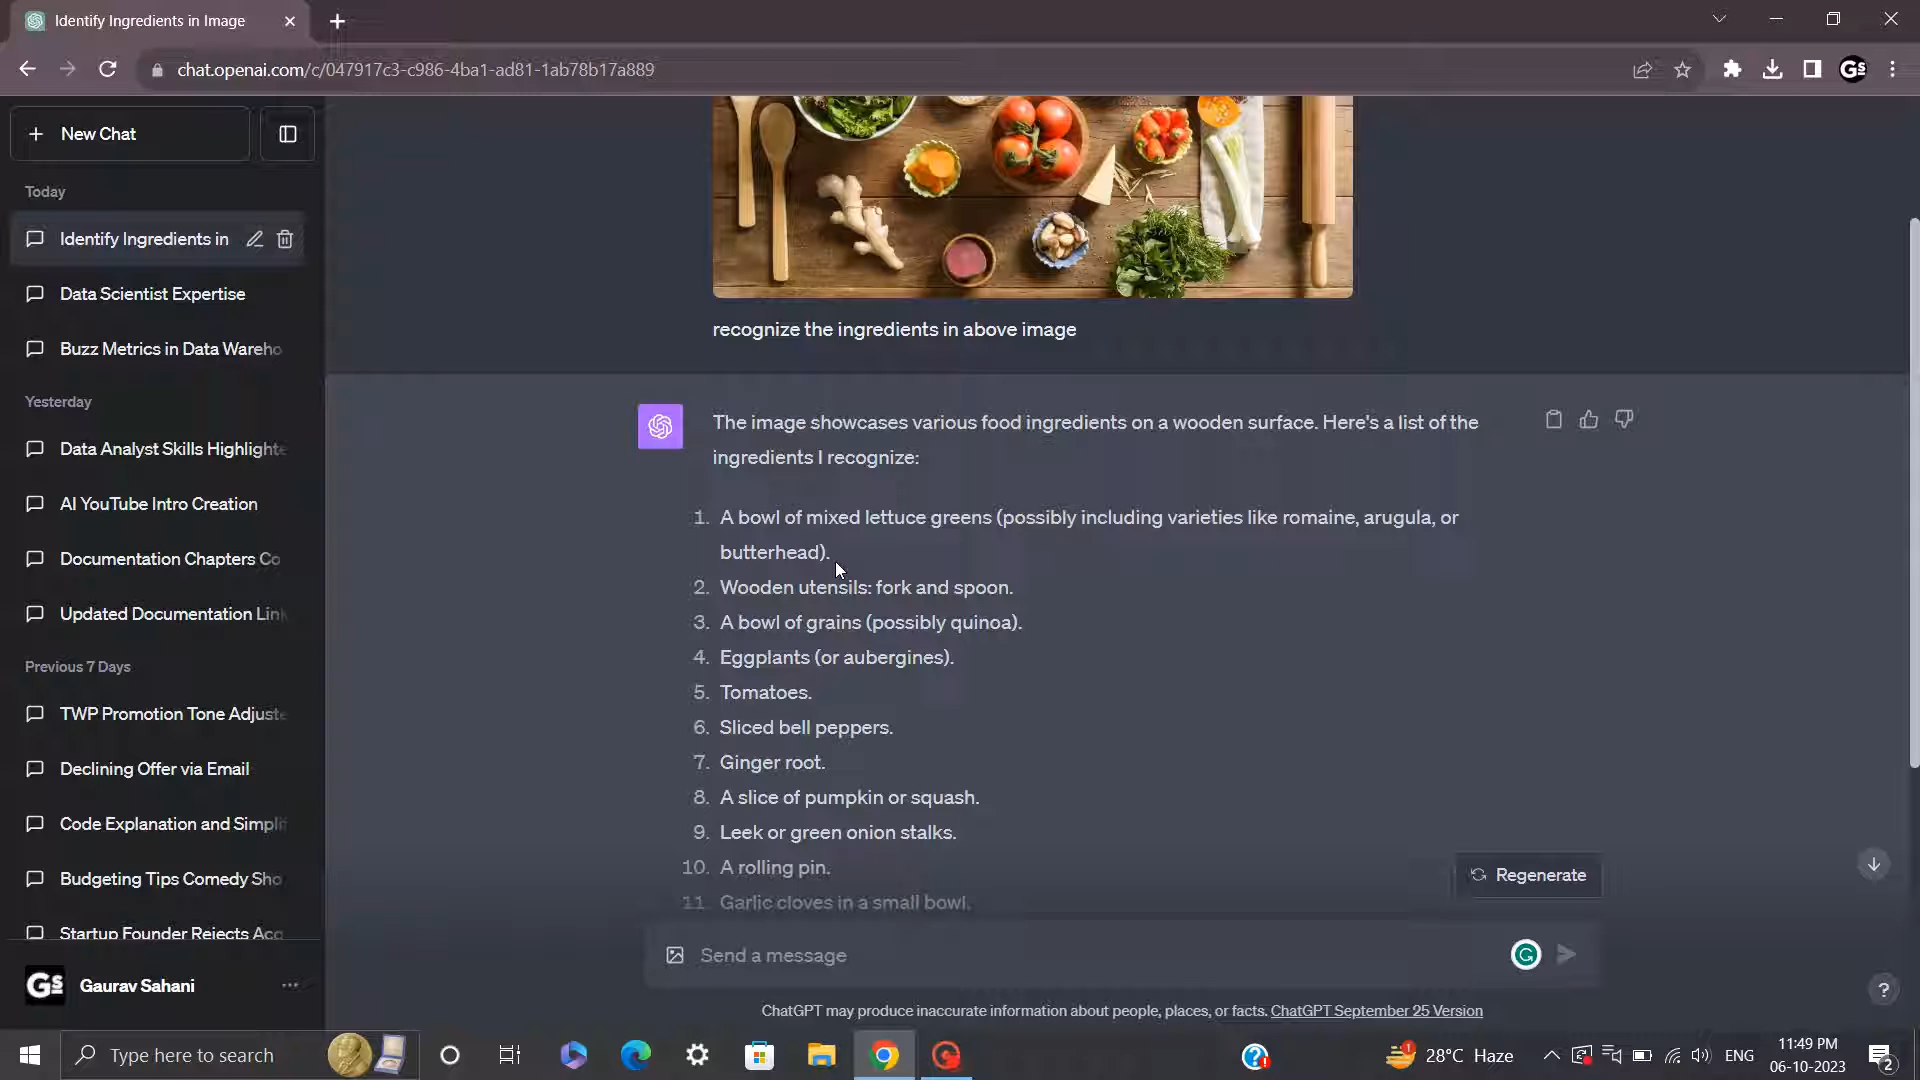 Identify Ingredients in Image
chat.openai.com/c/047917c3-c986-4ba1-ad81-1ab78b17a889
GS
New Chat
Today
Identify Ingredients in
Data Scientist Expertise
Buzz Metrics in Data Wareho
Yesterday
Data Analyst Skills Highlighte
AI YouTube Intro Creation
Documentation Chapters Co
Updated Documentation Link
Previous 7 Days
TWP Promotion Tone Adjuste
Declining Offer via Email
Code Explanation and Simpli
Budgeting Tips Comedy Sho
Startup Founder Rejects Acq
GS Gaurav Sahani
recognize the ingredients in above image
The image showcases various food ingredients on a wooden surface. Here's a list of the
ingredients I recognize:
1. A bowl of mixed lettuce greens (possibly including varieties like romaine, arugula, or
butterhead).
2. Wooden utensils: fork and spoon.
3. A bowl of grains (possibly quinoa).
4. Eggplants (or aubergines).
5. Tomatoes.
6. Sliced bell peppers.
7. Ginger root.
8. A slice of pumpkin or squash.
9. Leek or green onion stalks.
10. A rolling pin.
11. Garlic cloves in a small bowl.
Regenerate
Send a message
ChatGPT may produce inaccurate information about people, places, or facts. ChatGPT September 25 Version
?
Type here to search
1
28°C Haze
ENG
11:49 PM
06-10-2023
2